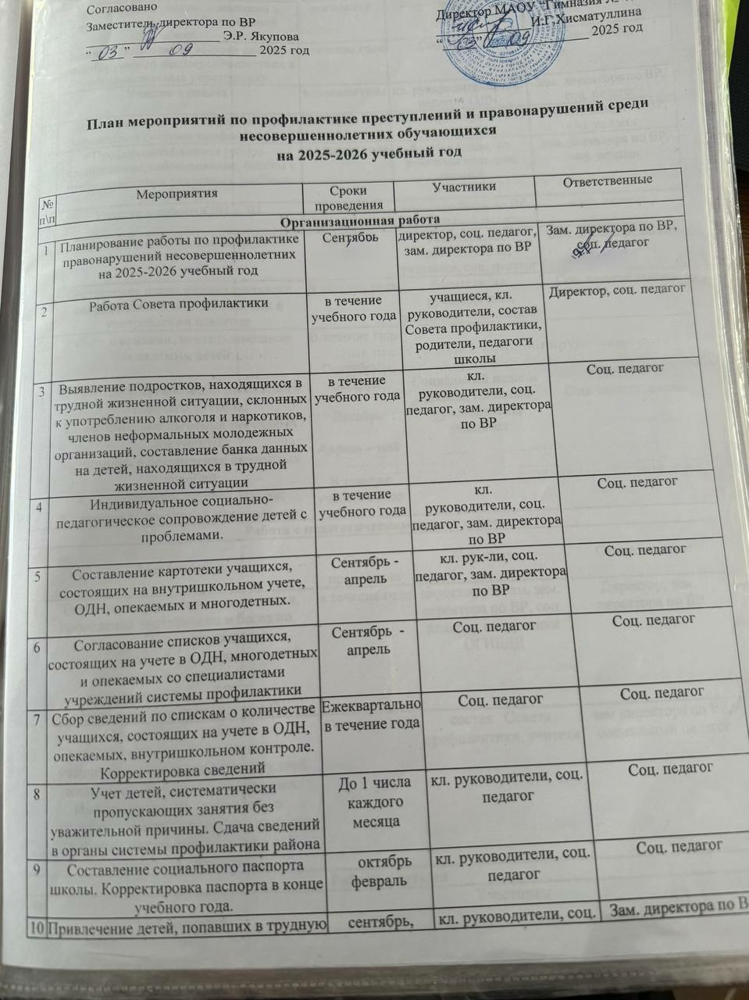 Согласовано
Заместитель директора по ВР
Э.Р. Якупова
"03" 09 2025 год
Директор МАОУ "Гимназия №
И.Г.Хисматуллина
"03" 09 2025 год
План мероприятий по профилактике преступлений и правонарушений среди
несовершеннолетних обучающихся
на 2025-2026 учебный год
№ п\п
Мероприятия
Сроки
проведения
Участники
Ответственные
Организационная работа
1
Планирование работы по профилактике
правонарушений несовершеннолетних
на 2025-2026 учебный год
Сентябрь
директор, соц. педагог,
зам. директора по ВР
Зам. директора по ВР,
соц. педагог
2
Работа Совета профилактики
в течение
учебного года
учащиеся, кл.
руководители, состав
Совета профилактики,
родители, педагоги
школы
Директор, соц. педагог
3
Выявление подростков, находящихся в
трудной жизненной ситуации, склонных
к употреблению алкоголя и наркотиков,
членов неформальных молодежных
организаций, составление банка данных
на детей, находящихся в трудной
жизненной ситуации
в течение
учебного года
кл.
руководители, соц.
педагог, зам. директора
по ВР
Соц. педагог
4
Индивидуальное социально-
педагогическое сопровождение детей с
проблемами.
в течение
учебного года
кл.
руководители, соц.
педагог, зам. директора
по ВР
Соц. педагог
5
Составление картотеки учащихся,
состоящих на внутришкольном учете,
ОДН, опекаемых и многодетных.
Сентябрь -
апрель
кл. рук-ли, соц.
педагог, зам. директора
по ВР
Соц. педагог
6
Согласование списков учащихся,
состоящих на учете в ОДН, многодетных
и опекаемых со специалистами
учреждений системы профилактики
Сентябрь -
апрель
Соц. педагог
Соц. педагог
7
Сбор сведений по спискам о количестве
учащихся, состоящих на учете в ОДН,
опекаемых, внутришкольном контроле.
Корректировка сведений
Ежеквартально
в течение года
Соц. педагог
Соц. педагог
8
Учет детей, систематически
пропускающих занятия без
уважительной причины. Сдача сведений
в органы системы профилактики района
До 1 числа
каждого
месяца
кл. руководители, соц.
педагог
Соц. педагог
9
Составление социального паспорта
школы. Корректировка паспорта в конце
учебного года.
октябрь
февраль
кл. руководители, соц.
педагог
Соц. педагог
10
Привлечение детей, попавших в трудную
сентябрь,
кл. руководители, соц.
Зам. директора по В